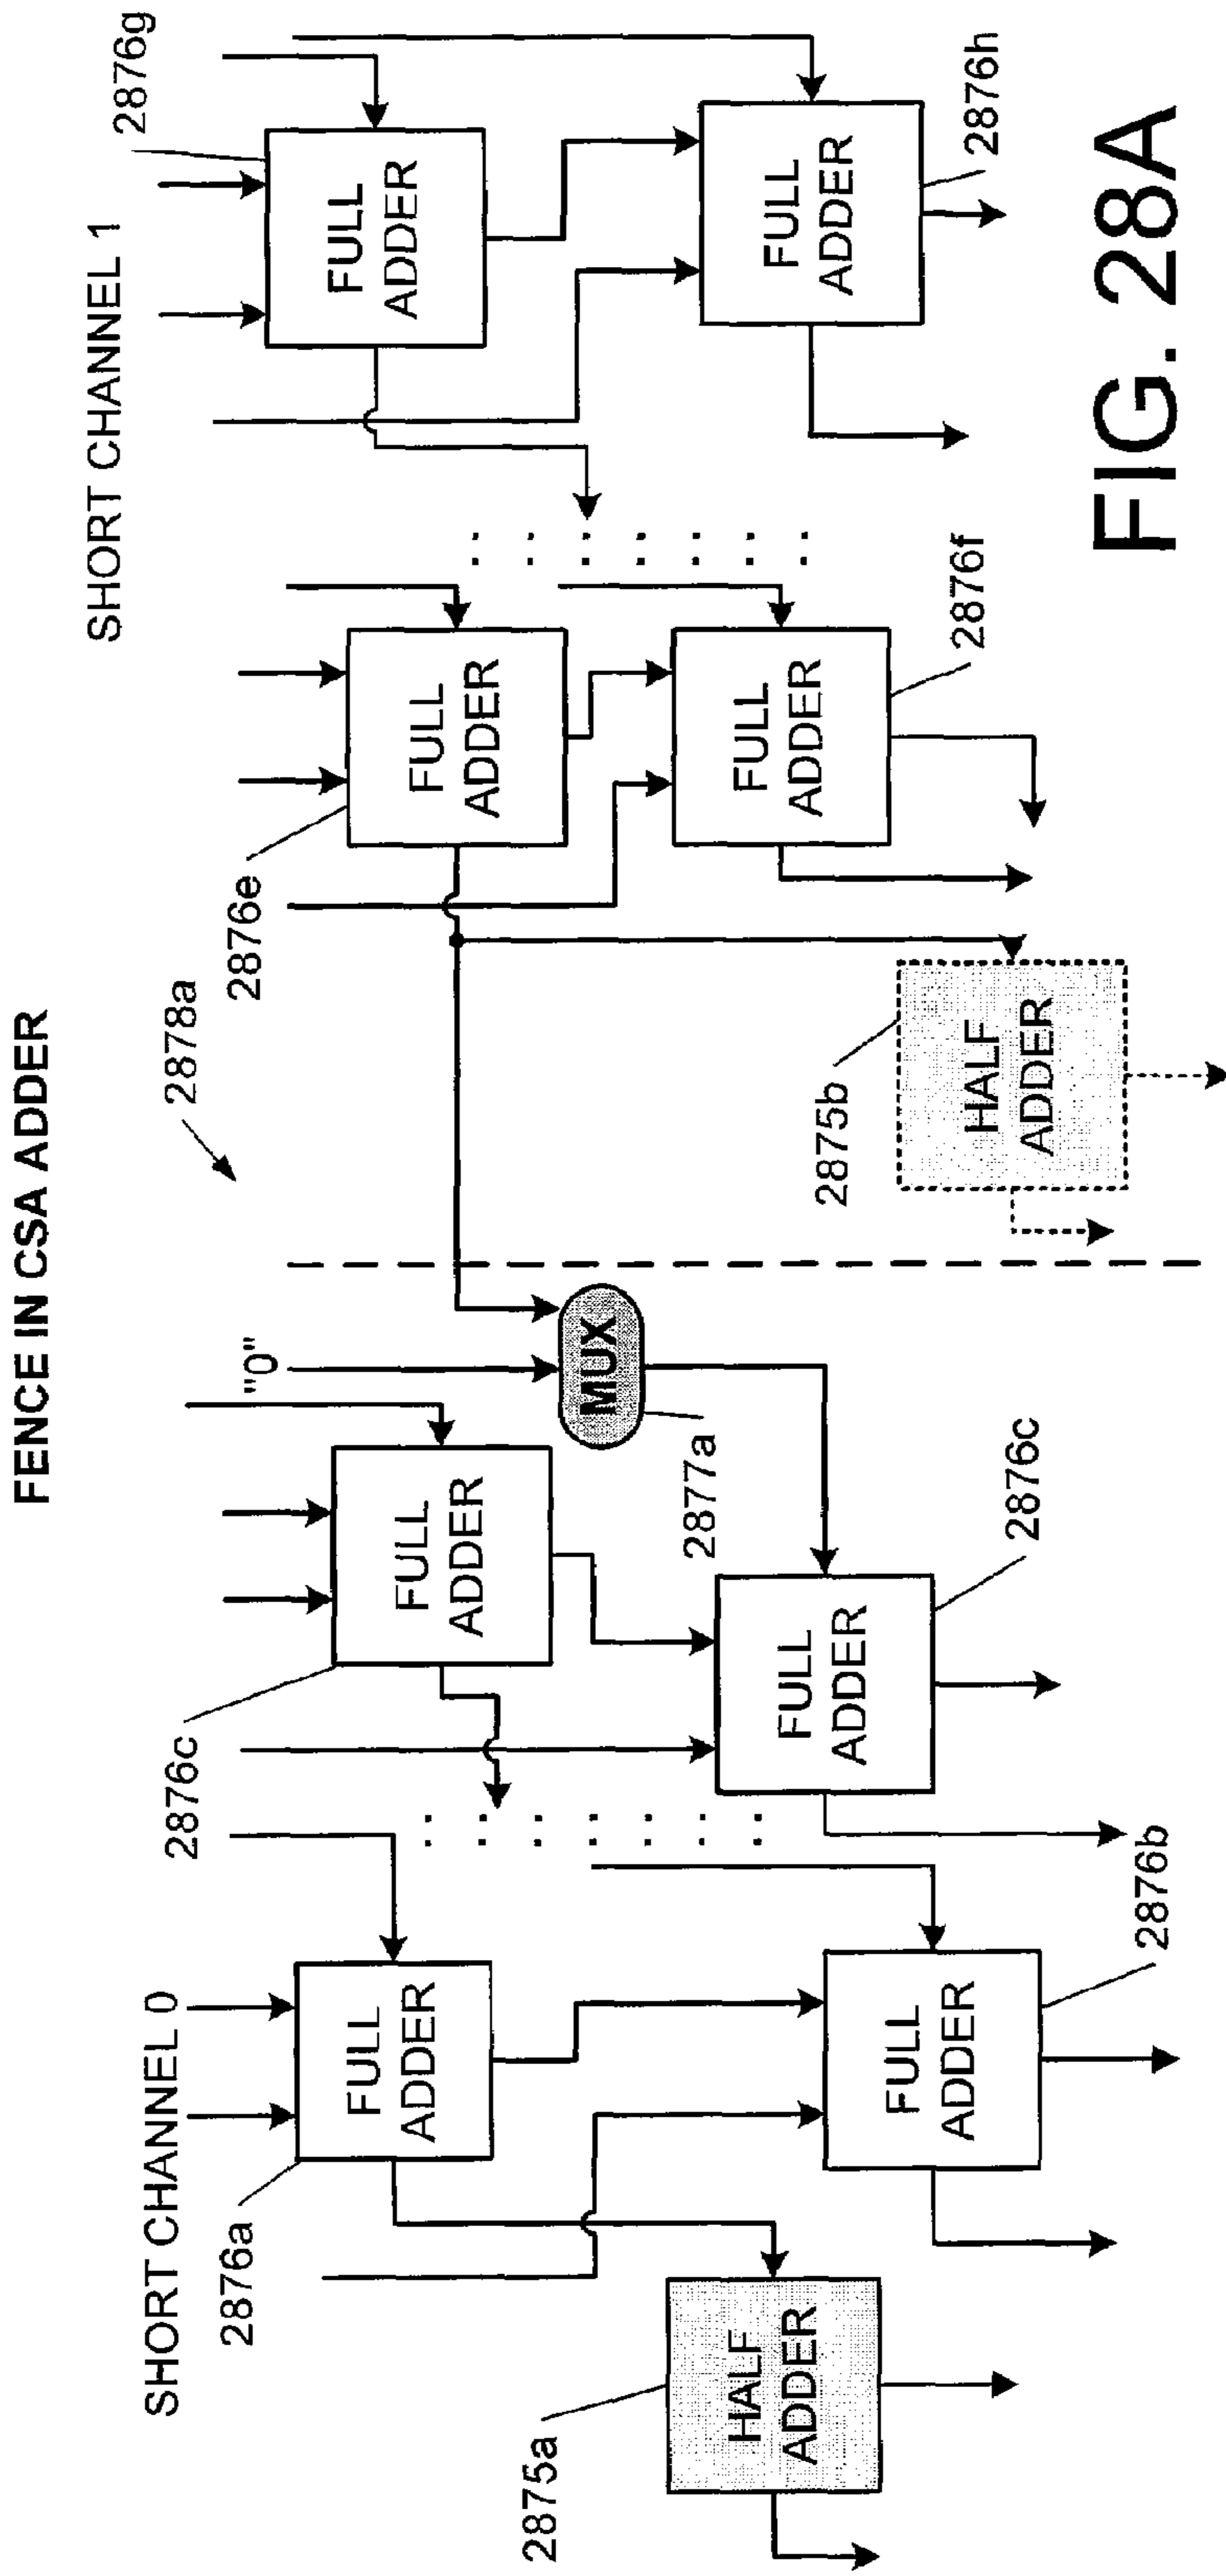 FENCE IN CSA ADDER
2878a
SHORT CHANNEL 0
SHORT CHANNEL 1
2876a
FULL
ADDER
2876c
FULL
ADDER
"0"
2876e
FULL
ADDER
2876g
FULL
ADDER
MUX
2877a
2875a
HALF
ADDER
FULL
ADDER
2876b
FULL
ADDER
2876c
2875b
HALF
ADDER
FULL
ADDER
2876f
FULL
ADDER
2876h
FIG. 28A